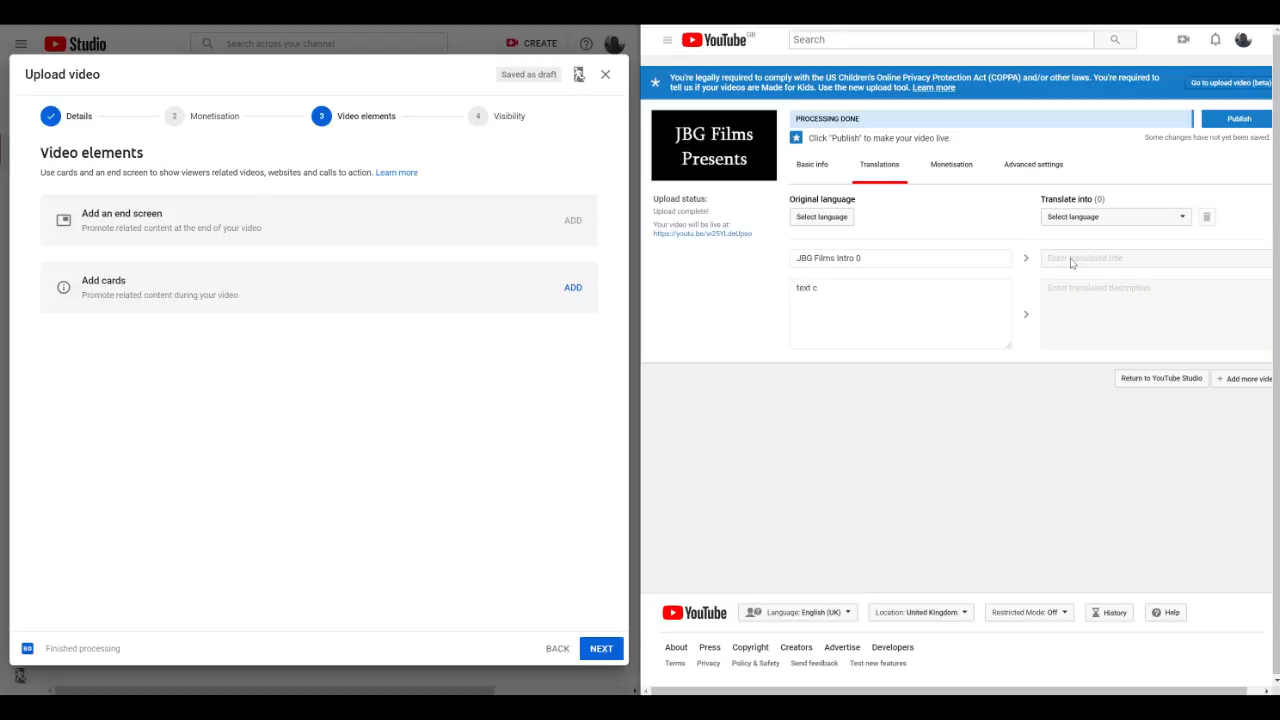 Studio
Search across your channel
CREATE
Upload video
Saved as draft
Details
2
Monetisation
3
Video elements
4
Visibility
Video elements
Use cards and an end screen to show viewers related videos, websites and calls to action. Learn more
Add an end screen
Promote related content at the end of your video
ADD
Add cards
Promote related content during your video
ADD
Finished processing
BACK
NEXT
YouTube GB
Search
You're legally required to comply with the US Children's Online Privacy Protection Act (COPPA) and/or other laws. You're required
to tell us if your videos are Made for Kids. Use the new upload tool. Learn more
Go to upload video (beta)
JBG Films
Presents
PROCESSING DONE
Publish
Click "Publish" to make your video live.
Some changes have not yet been saved.
Basic info
Translations
Monetisation
Advanced settings
Upload status:
Upload complete!
Your video will be live at:
https://youtu.be/w25YLdeUpso
Original language
Select language
Translate into (0)
Select language
JBG Films Intro 0
Enter translated title
text c
Enter translated description
Return to YouTube Studio
+ Add more vide
YouTube
Language: English (UK)
Location: United Kingdom
Restricted Mode: Off
History
Help
About
Press
Copyright
Creators
Advertise
Developers
Terms
Privacy
Policy & Safety
Send feedback
Test new features